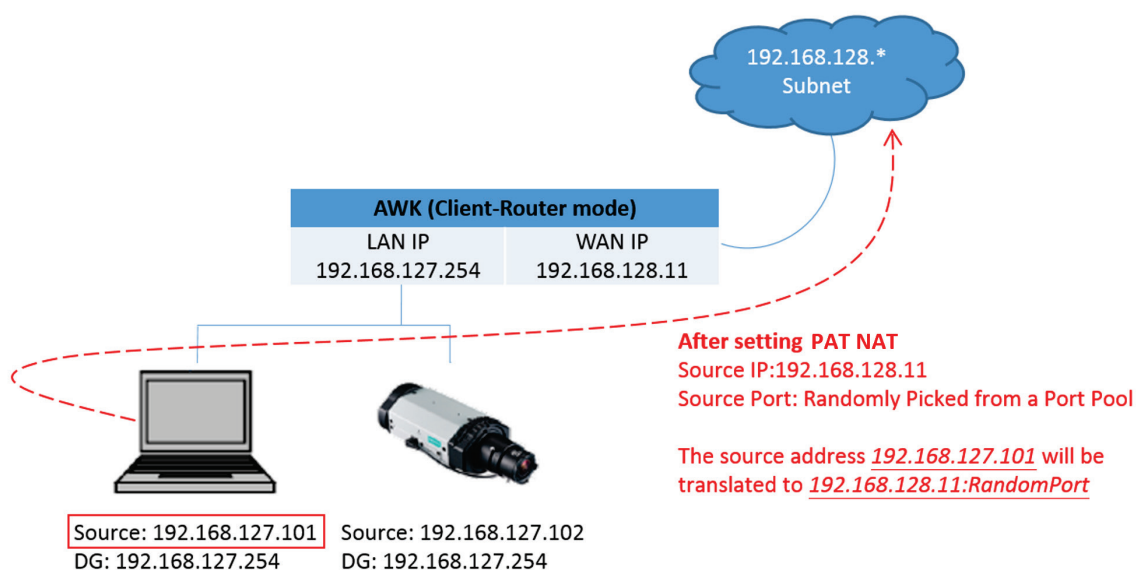 192.168.128.*
Subnet
AWK (Client-Router mode)
LAN IP
192.168.127.254
WAN IP
192.168.128.11
After setting PAT NAT
Source IP:192.168.128.11
Source Port: Randomly Picked from a Port Pool
The source address 192.168.127.101 will be
translated to 192.168.128.11:RandomPort
Source: 192.168.127.101
DG: 192.168.127.254
Source: 192.168.127.102
DG: 192.168.127.254